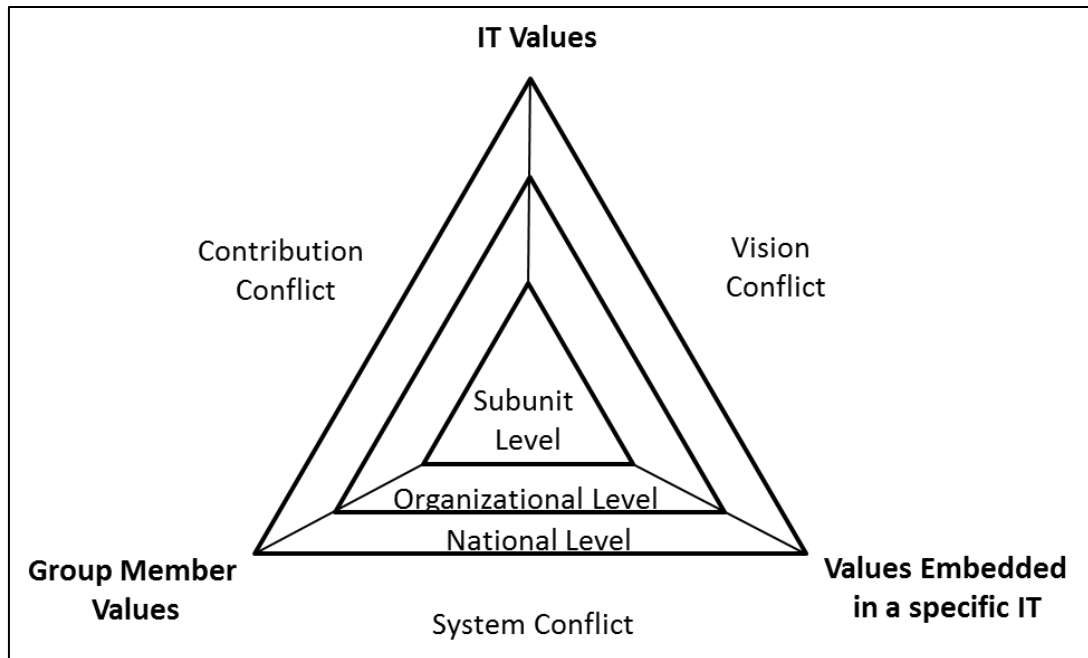 IT Values
Contribution
Conflict
Vision
Conflict
Subunit
Level
Organizational Level
National Level
Group Member
Values
Values Embedded
in a specific IT
System Conflict